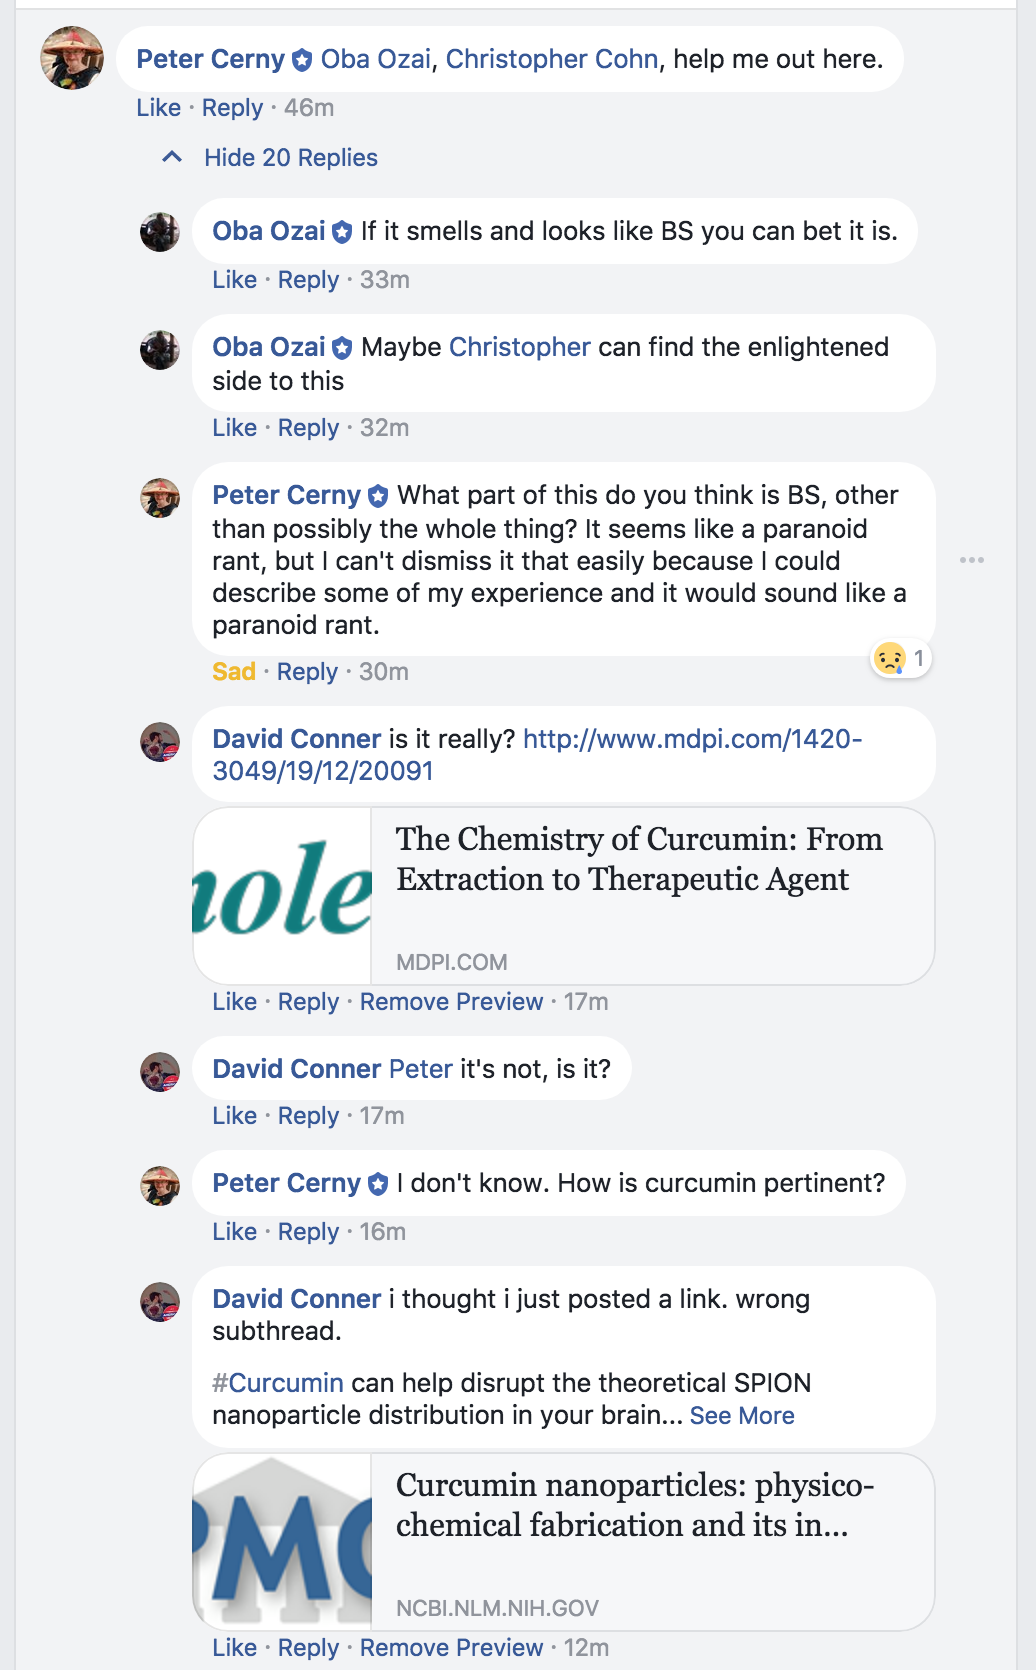 Peter Cerny Oba Ozai, Christopher Cohn, help me out here.
Like · Reply · 46m
Hide 20 Replies
Oba Ozai If it smells and looks like BS you can bet it is.
Like · Reply · 33m
Oba Ozai Maybe Christopher can find the enlightened
side to this
Like · Reply · 32m
Peter Cerny What part of this do you think is BS, other
than possibly the whole thing? It seems like a paranoid
rant, but I can't dismiss it that easily because I could
describe some of my experience and it would sound like a
paranoid rant.
1
Sad · Reply · 30m
David Conner is it really? http://www.mdpi.com/1420-
3049/19/12/20091
ole
The Chemistry of Curcumin: From
Extraction to Therapeutic Agent
MDPI.COM
Like · Reply · Remove Preview · 17m
David Conner Peter it's not, is it?
Like · Reply · 17m
Peter Cerny I don't know. How is curcumin pertinent?
Like · Reply · 16m
David Conner i thought i just posted a link. wrong
subthread.
#Curcumin can help disrupt the theoretical SPION
nanoparticle distribution in your brain... See More
PMC
Curcumin nanoparticles: physico-
chemical fabrication and its in...
NCBI.NLM.NIH.GOV
Like · Reply · Remove Preview · 12m